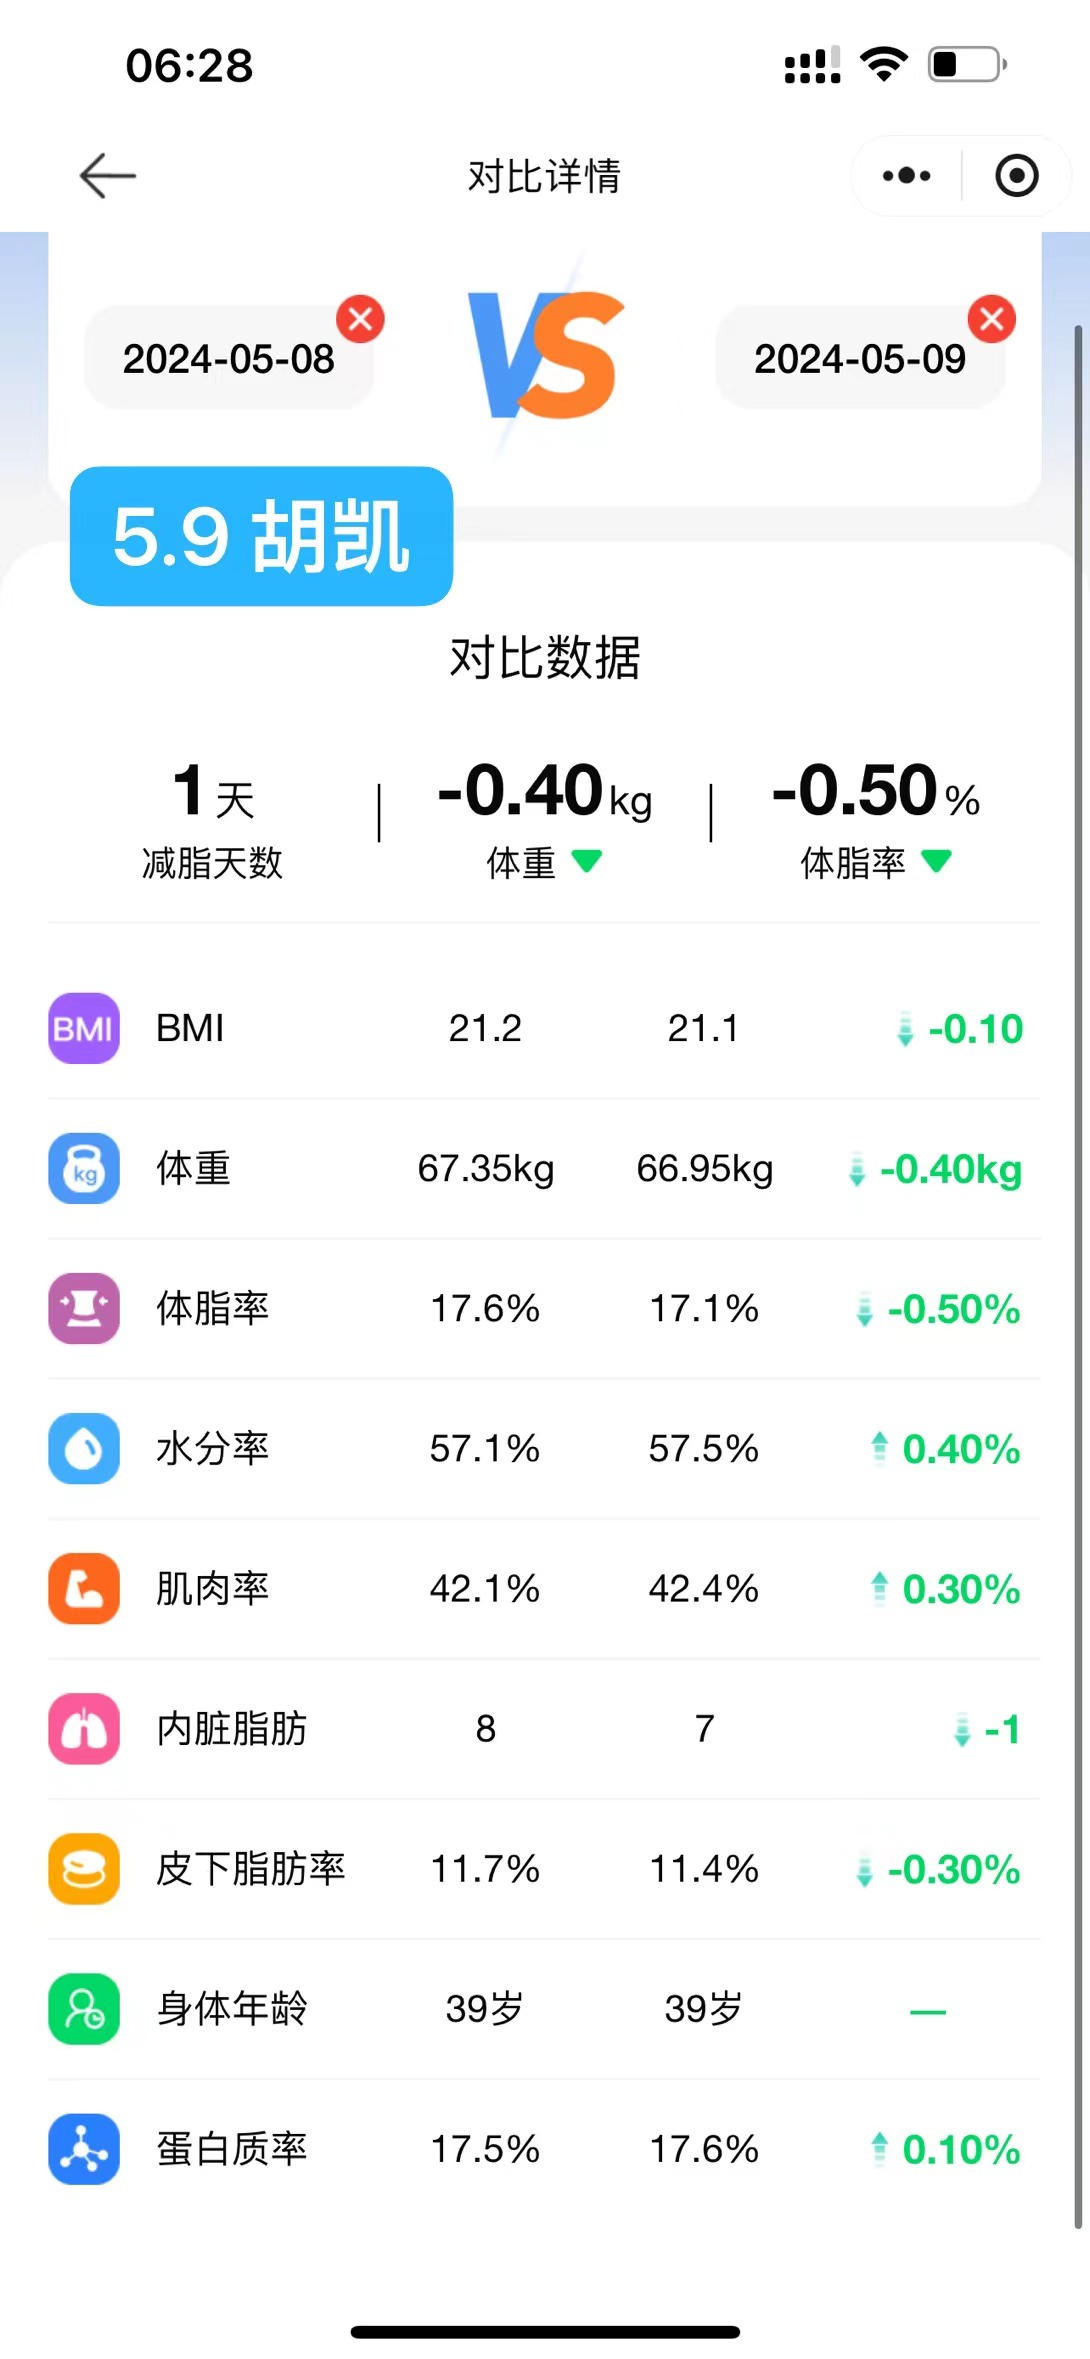 06:28
对比详情
2024-05-08 VS 2024-05-09
5.9 胡凯
对比数据
1天 -0.40kg -0.50%
减脂天数 体重 体脂率
BMI BMI 21.2 21.1 -0.10
kg 体重 67.35kg 66.95kg -0.40kg
体脂率 17.6% 17.1% -0.50%
水分率 57.1% 57.5% 0.40%
肌肉率 42.1% 42.4% 0.30%
内脏脂肪 8 7 -1
皮下脂肪率 11.7% 11.4% -0.30%
身体年龄 39岁 39岁 —
蛋白质率 17.5% 17.6% 0.10%